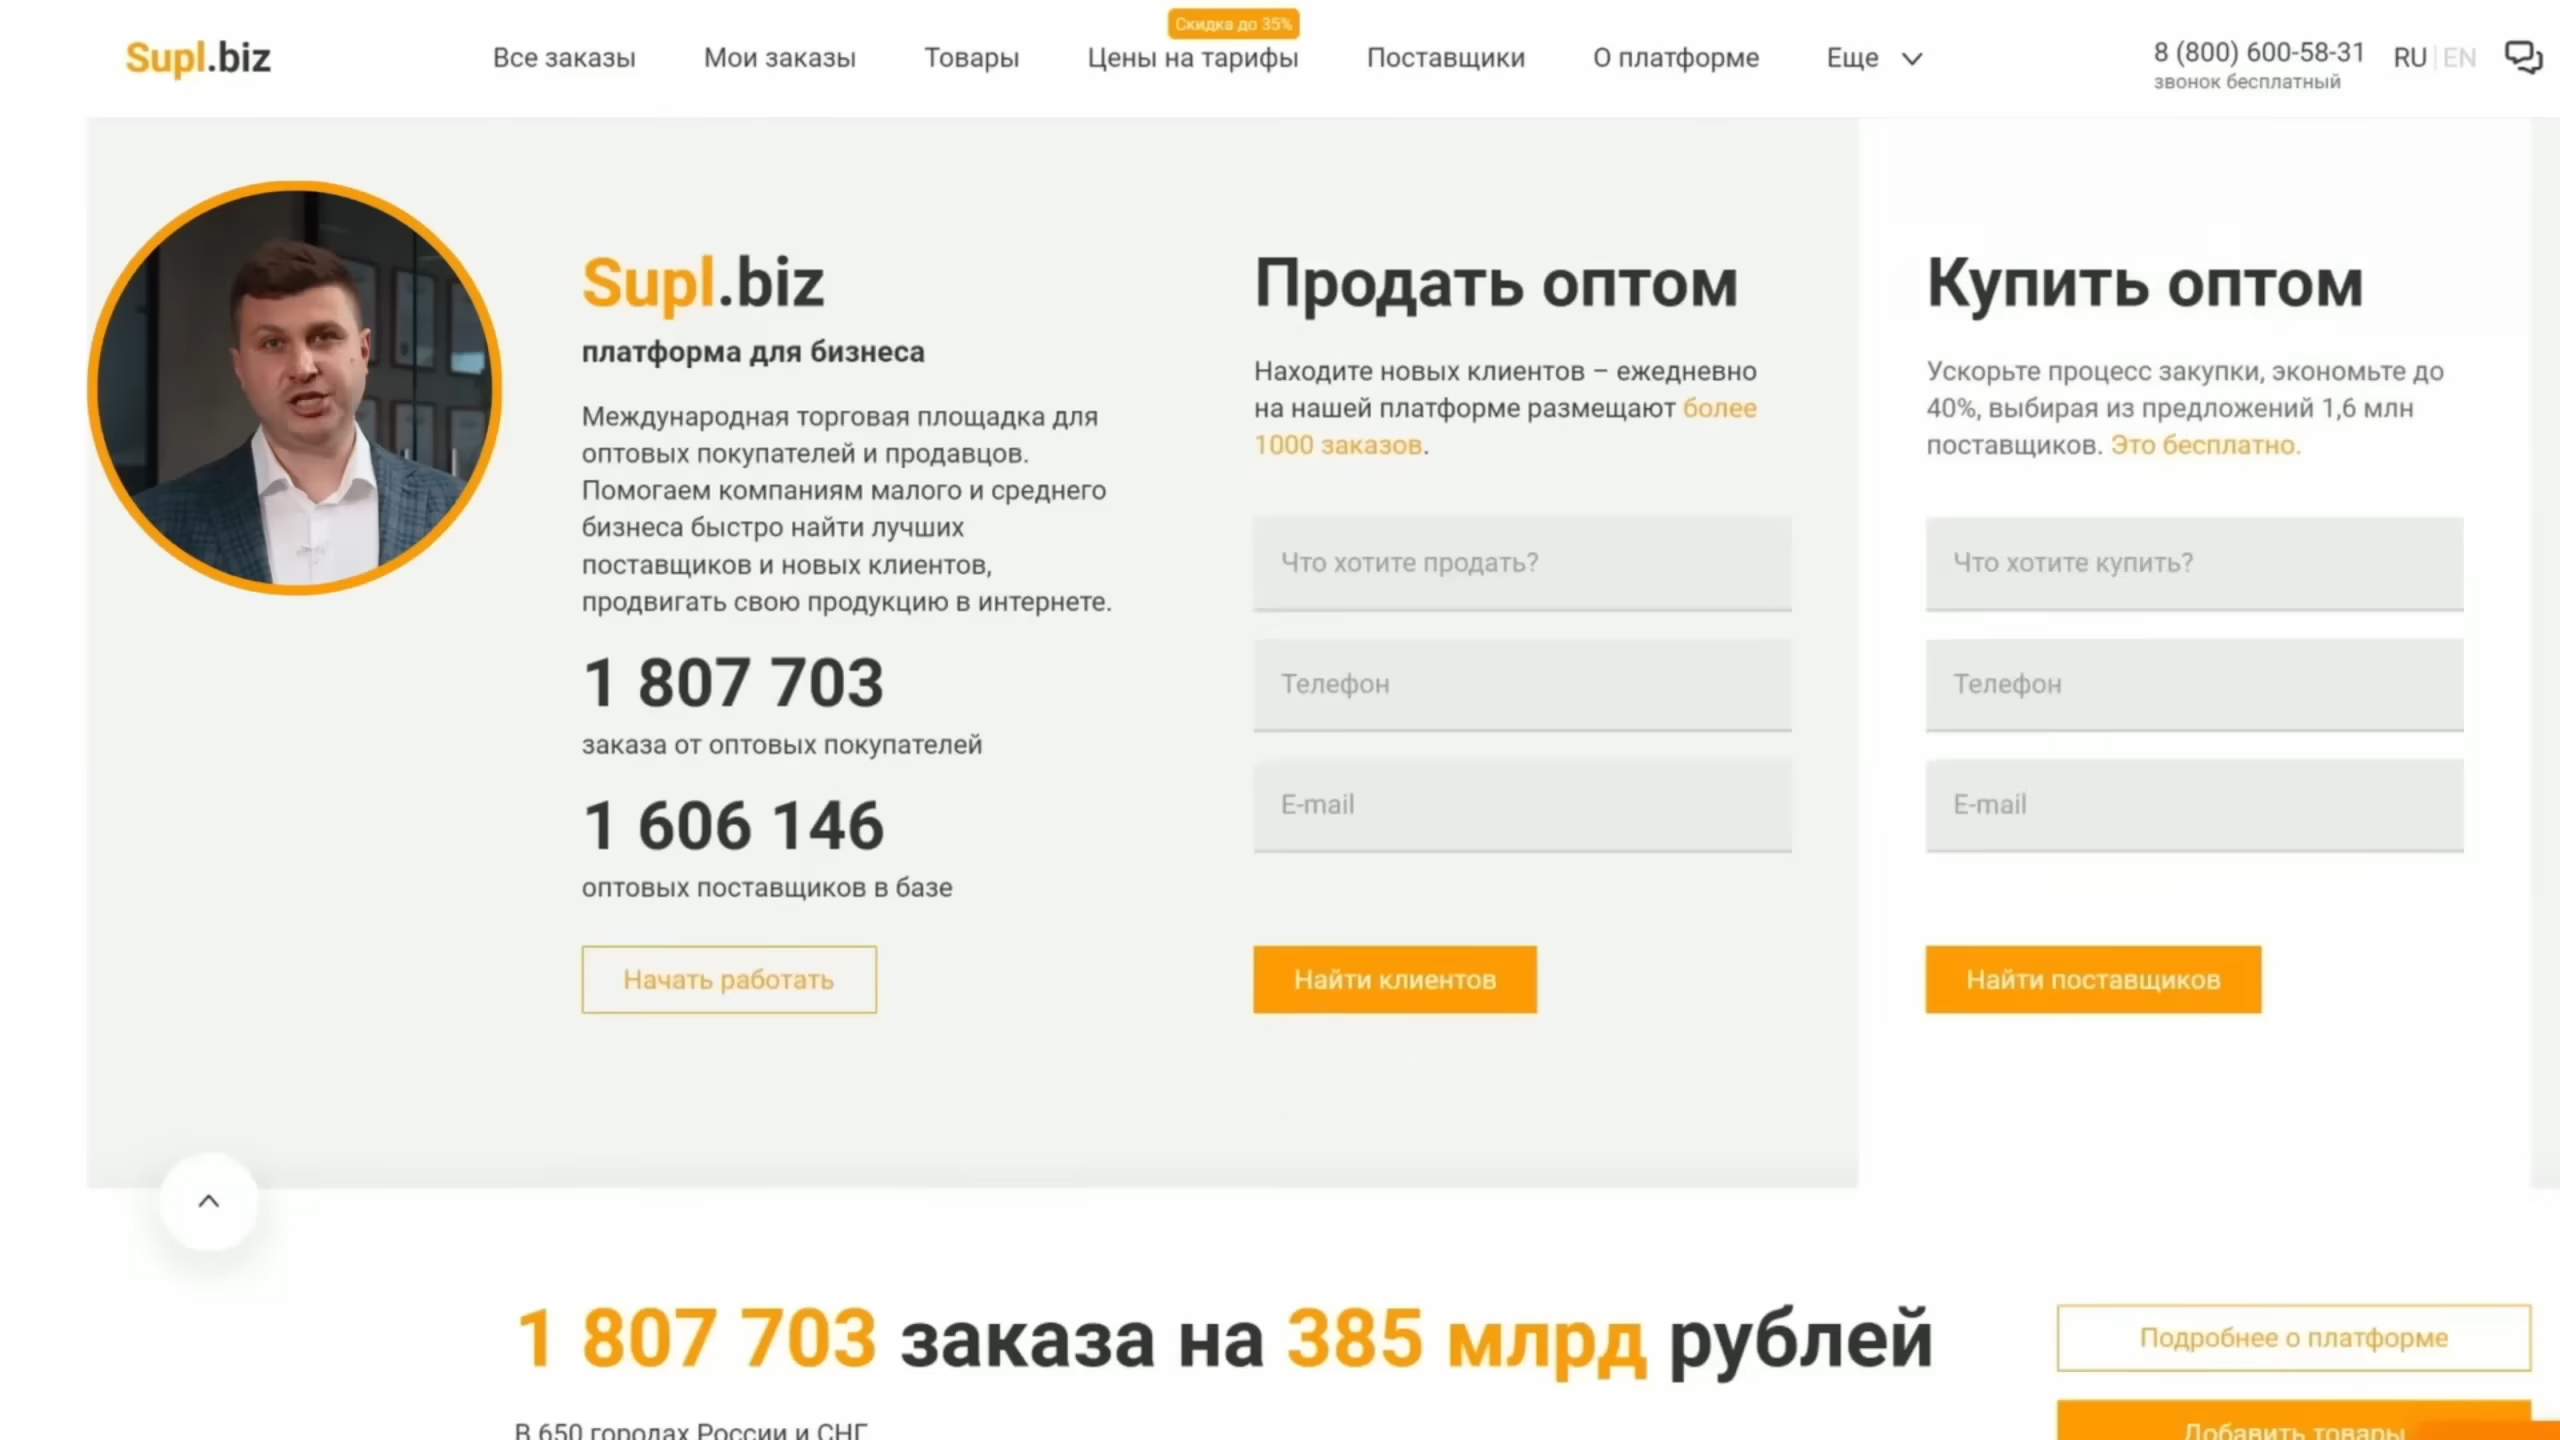 Скидка до 35%
Supl.biz
Все заказы
Мои заказы
Товары
Цены на тарифы
Поставщики
О платформе
Еще
8 (800) 600-58-31
звонок бесплатный
RU EN
Supl.biz
платформа для бизнеса
Международная торговая площадка для
оптовых покупателей и продавцов.
Помогаем компаниям малого и среднего
бизнеса быстро найти лучших
поставщиков и новых клиентов,
продвигать свою продукцию в интернете.
1 807 703
заказа от оптовых покупателей
1 606 146
оптовых поставщиков в базе
Начать работать
Продать оптом
Находите новых клиентов – ежедневно
на нашей платформе размещают более
1000 заказов.
Что хотите продать?
Телефон
E-mail
Найти клиентов
Купить оптом
Ускорьте процесс закупки, экономьте до
40%, выбирая из предложений 1,6 млн
поставщиков. Это бесплатно.
Что хотите купить?
Телефон
E-mail
Найти поставщиков
1 807 703 заказа на 385 млрд рублей
В 650 городах России и СНГ
Подробнее о платформе
Добавить товары